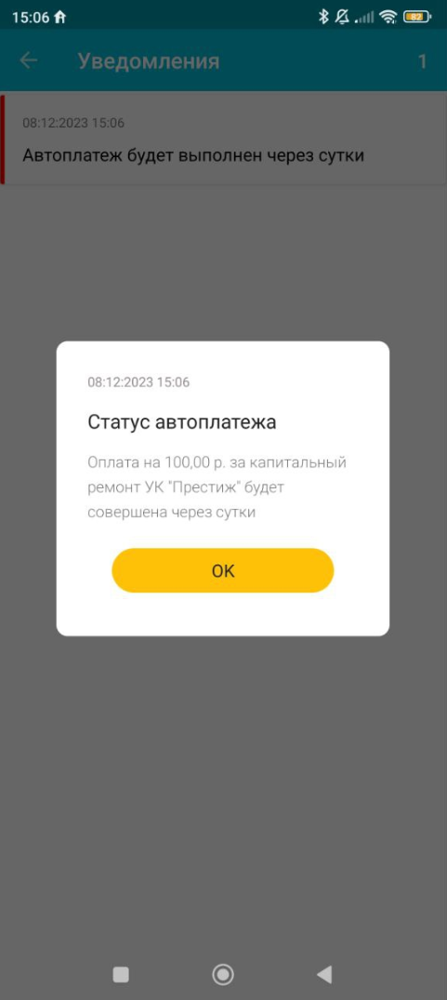 15:06
82
Уведомления
1
08:12:2023 15:06
Автоплатеж будет выполнен через сутки
08:12:2023 15:06
Статус автоплатежа
Оплата на 100,00 р. за капитальный
ремонт УК "Престиж" будет
совершена через сутки
OK